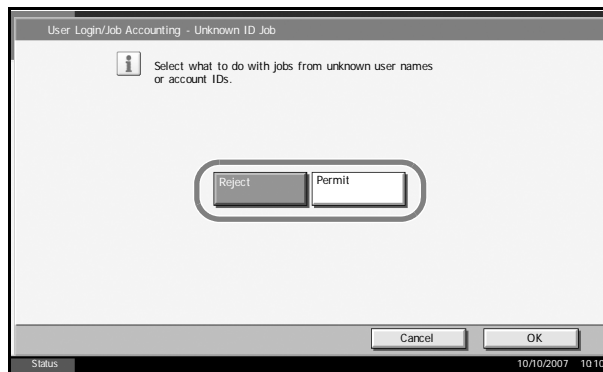 User Login/Job Accounting - Unknown ID Job
Select what to do with jobs from unknown user names
or account IDs.
Reject
Permit
Cancel
OK
Status
10/10/2007 10:10